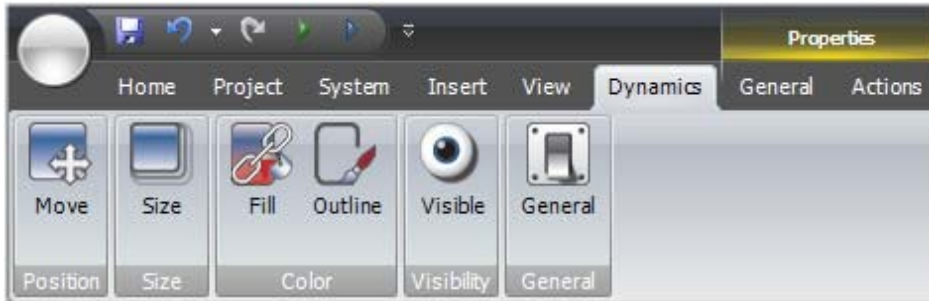 Properties
Home Project System Insert View Dynamics General Actions
Move Size Fill Outline Visible General
Position Size Color Visibility General